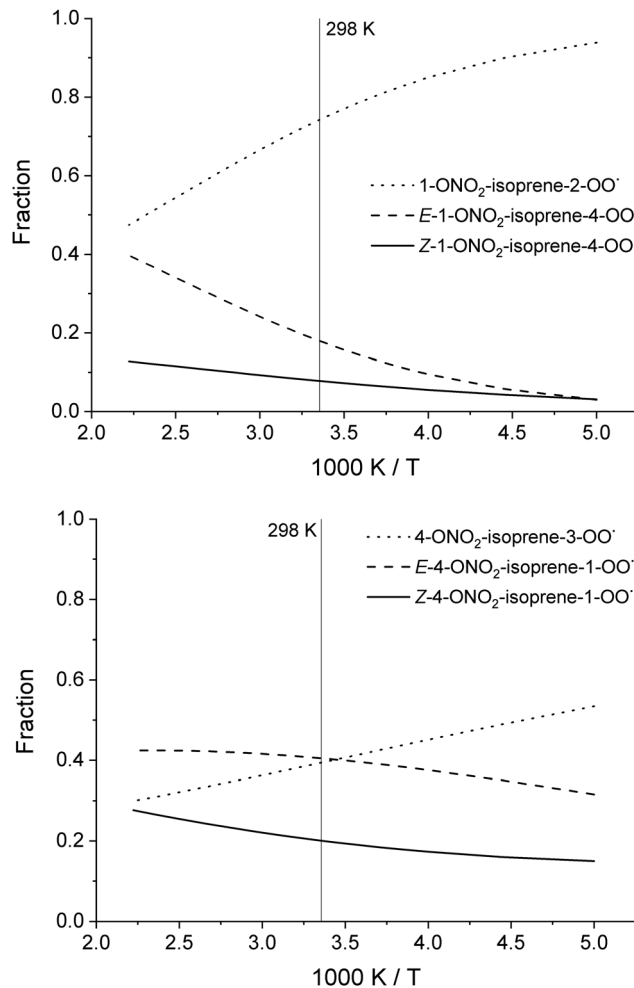 1.0
0.8
0.6
0.4
0.2
0.0
Fraction
298 K
1-ONO₂-isoprene-2-OO˙
E-1-ONO₂-isoprene-4-OO
Z-1-ONO₂-isoprene-4-OO
2.0 2.5 3.0 3.5 4.0 4.5 5.0
1000 K / T
1.0
0.8
0.6
0.4
0.2
0.0
Fraction
298 K
4-ONO₂-isoprene-3-OO˙
E-4-ONO₂-isoprene-1-OO˙
Z-4-ONO₂-isoprene-1-OO˙
2.0 2.5 3.0 3.5 4.0 4.5 5.0
1000 K / T